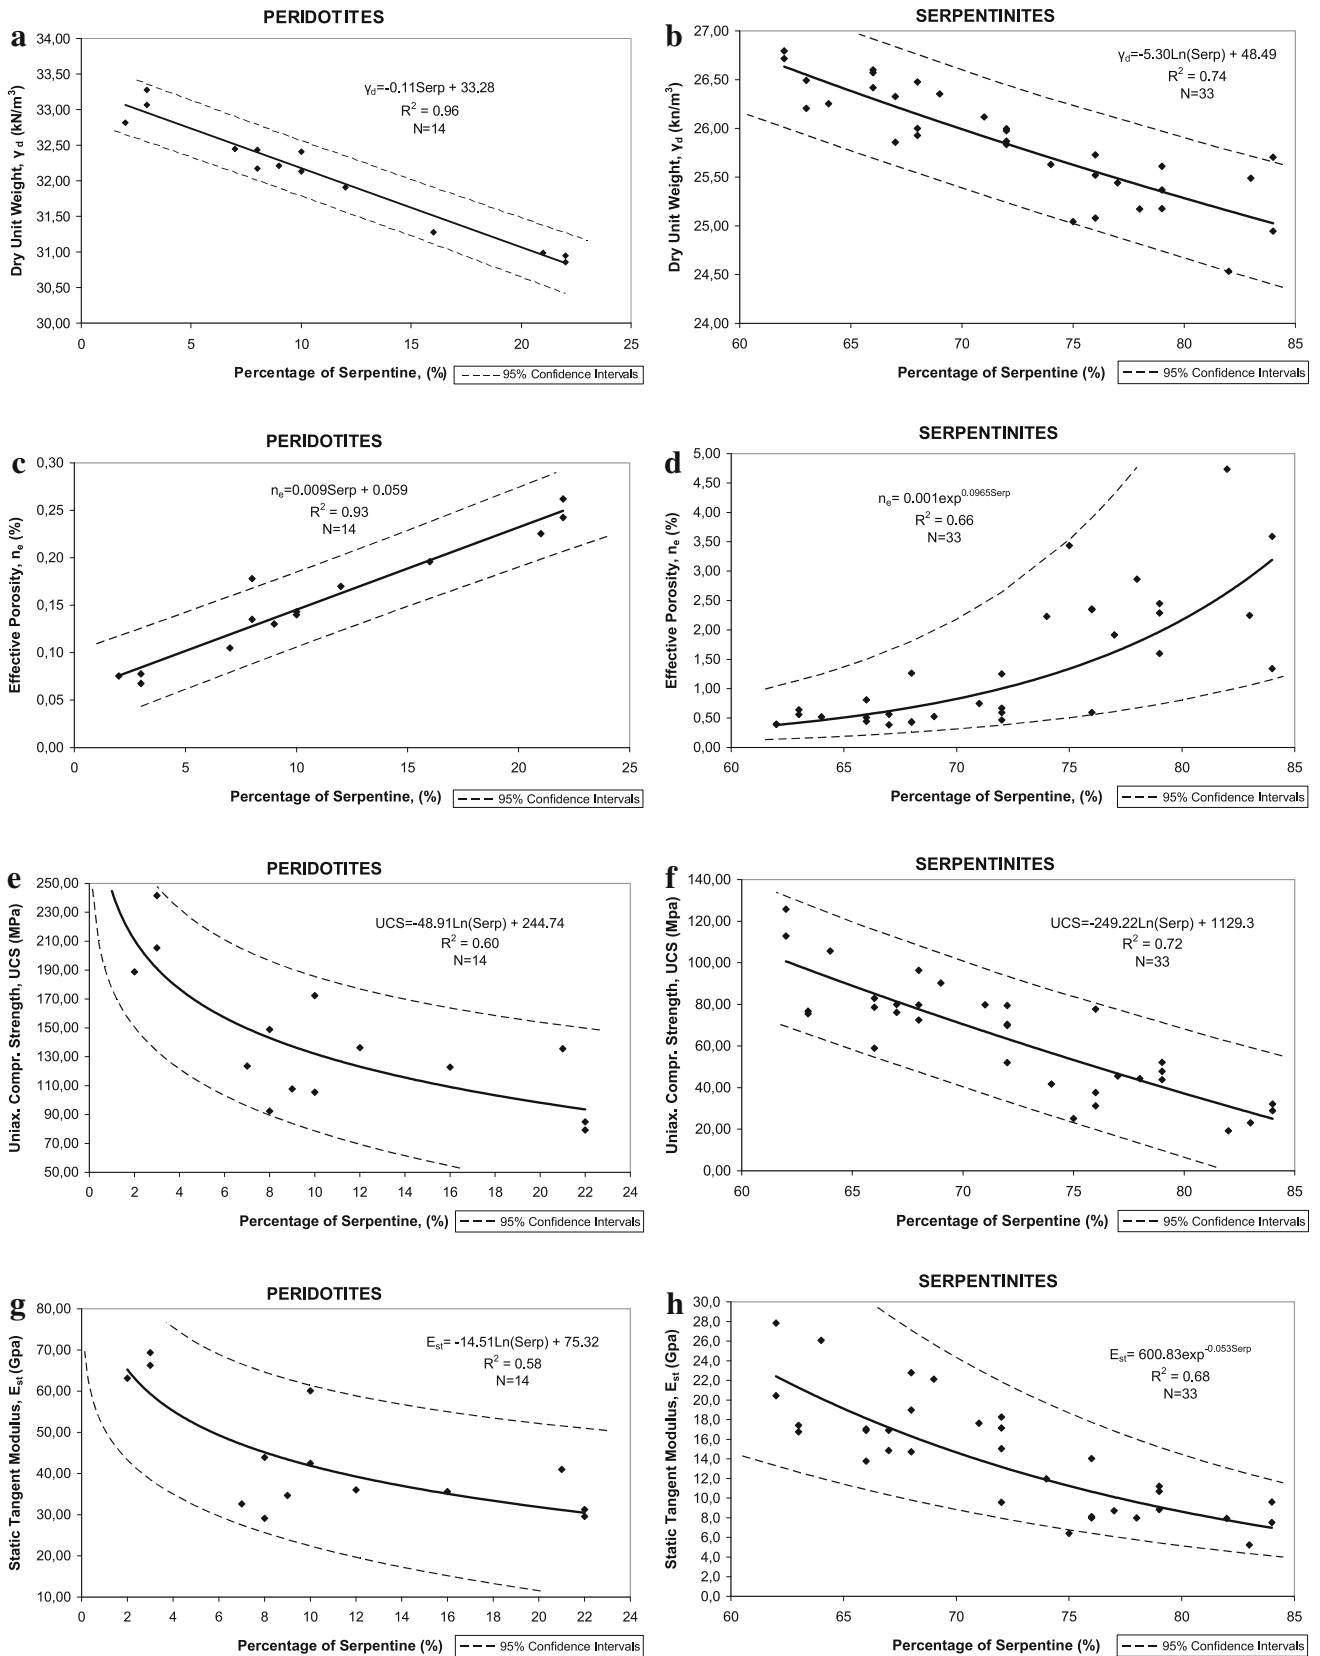 PERIDOTITES
a
34,00
33,50
33,00
32,50
32,00
31,50
31,00
30,50
30,00
0 5 10 15 20 25
Dry Unit Weight, γd (kN/m³)
γd=-0.11Serp + 33.28
R² = 0.96
N=14
Percentage of Serpentine, (%)
95% Confidence Intervals
SERPENTINITES
b
27,00
26,50
26,00
25,50
25,00
24,50
24,00
60 65 70 75 80 85
Dry Unit Weight, γd (kn/m³)
γd=-5.30Ln(Serp) + 48.49
R² = 0.74
N=33
Percentage of Serpentine (%)
95% Confidence Intervals
PERIDOTITES
c
0,30
0,25
0,20
0,15
0,10
0,05
0,00
0 5 10 15 20 25
Effective Porosity, ne (%)
ne=0.009Serp + 0.059
R² = 0.93
N=14
Percentage of Serpentine, (%)
95% Confidence Intervals
SERPENTINITES
d
5,00
4,50
4,00
3,50
3,00
2,50
2,00
1,50
1,00
0,50
0,00
60 65 70 75 80 85
Effective Porosity, ne (%)
ne= 0.001exp^0.0965Serp
R² = 0.66
N=33
Percentage of Serpentine, (%)
95% Confidence Intervals
PERIDOTITES
e
250,00
230,00
210,00
190,00
170,00
150,00
130,00
110,00
90,00
70,00
50,00
0 2 4 6 8 10 12 14 16 18 20 22 24
Uniax. Compr. Strength, UCS (MPa)
UCS=-48.91Ln(Serp) + 244.74
R² = 0.60
N=14
Percentage of Serpentine, (%)
95% Confidence Intervals
SERPENTINITES
f
140,00
120,00
100,00
80,00
60,00
40,00
20,00
0,00
60 65 70 75 80 85
Uniax. Compr. Strength, UCS (Mpa)
UCS=-249.22Ln(Serp) + 1129.3
R² = 0.72
N=33
Percentage of Serpentine (%)
95% Confidence Intervals
PERIDOTITES
g
80,00
70,00
60,00
50,00
40,00
30,00
20,00
10,00
0 2 4 6 8 10 12 14 16 18 20 22 24
Static Tangent Modulus, Est (Gpa)
Est= -14.51Ln(Serp) + 75.32
R² = 0.58
N=14
Percentage of Serpentine (%)
95% Confidence Intervals
SERPENTINITES
h
30,0
28,0
26,0
24,0
22,0
20,0
18,0
16,0
14,0
12,0
10,0
8,0
6,0
4,0
2,0
0,0
60 65 70 75 80 85
Static Tangent Modulus, Est (Gpa)
Est= 600.83exp^-0.053Serp
R² = 0.68
N=33
Percentage of Serpentine (%)
95% Confidence Intervals